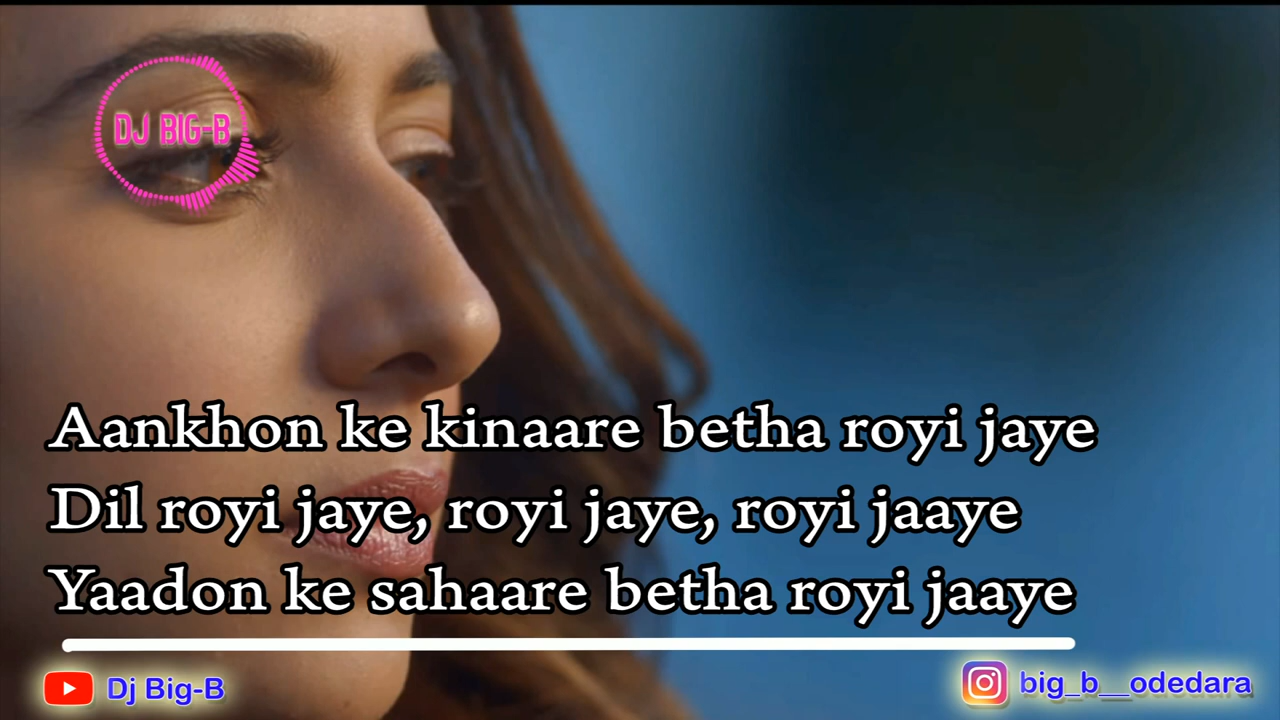 DJ BIG-B
Aankhon ke kinaare betha royi jaye
Dil royi jaye, royi jaye, royi jaaye
Yaadon ke sahaare betha royi jaaye
Dj Big-B
big_b__odedara